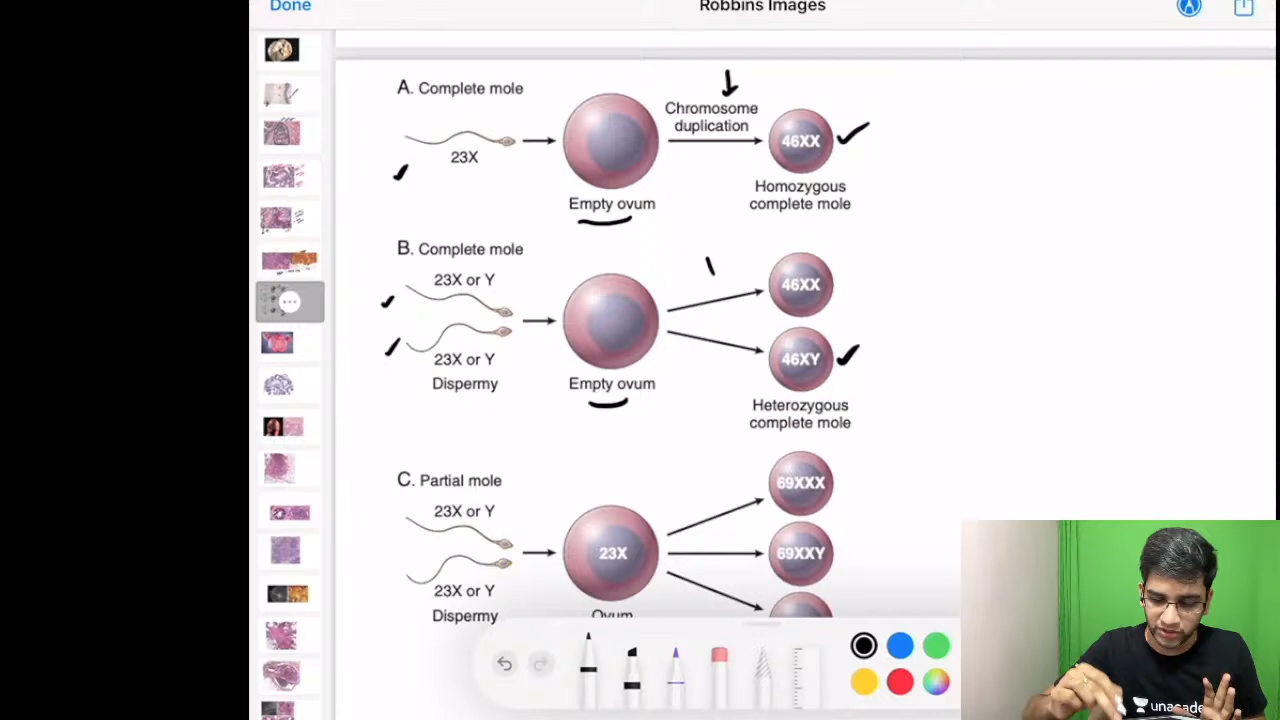 Done
Robbins Images
A. Complete mole
23X
Empty ovum
Chromosome
duplication
46XX
Homozygous
complete mole
B. Complete mole
23X or Y
23X or Y
Dispermy
Empty ovum
46XX
46XY
Heterozygous
complete mole
C. Partial mole
23X or Y
23X or Y
Dispermy
23X
Ovum
69XXX
69XXY